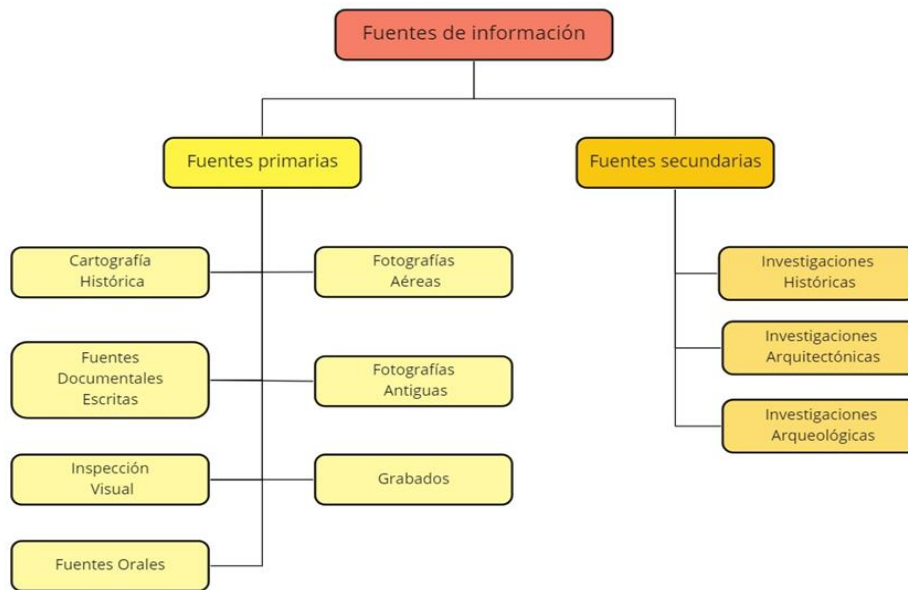 Fuentes de información
Fuentes primarias
Fuentes secundarias
Cartografía
Histórica
Fotografías
Aéreas
Fuentes
Documentales
Escritas
Fotografías
Antiguas
Inspección
Visual
Grabados
Fuentes Orales
Investigaciones
Históricas
Investigaciones
Arquitectónicas
Investigaciones
Arqueológicas